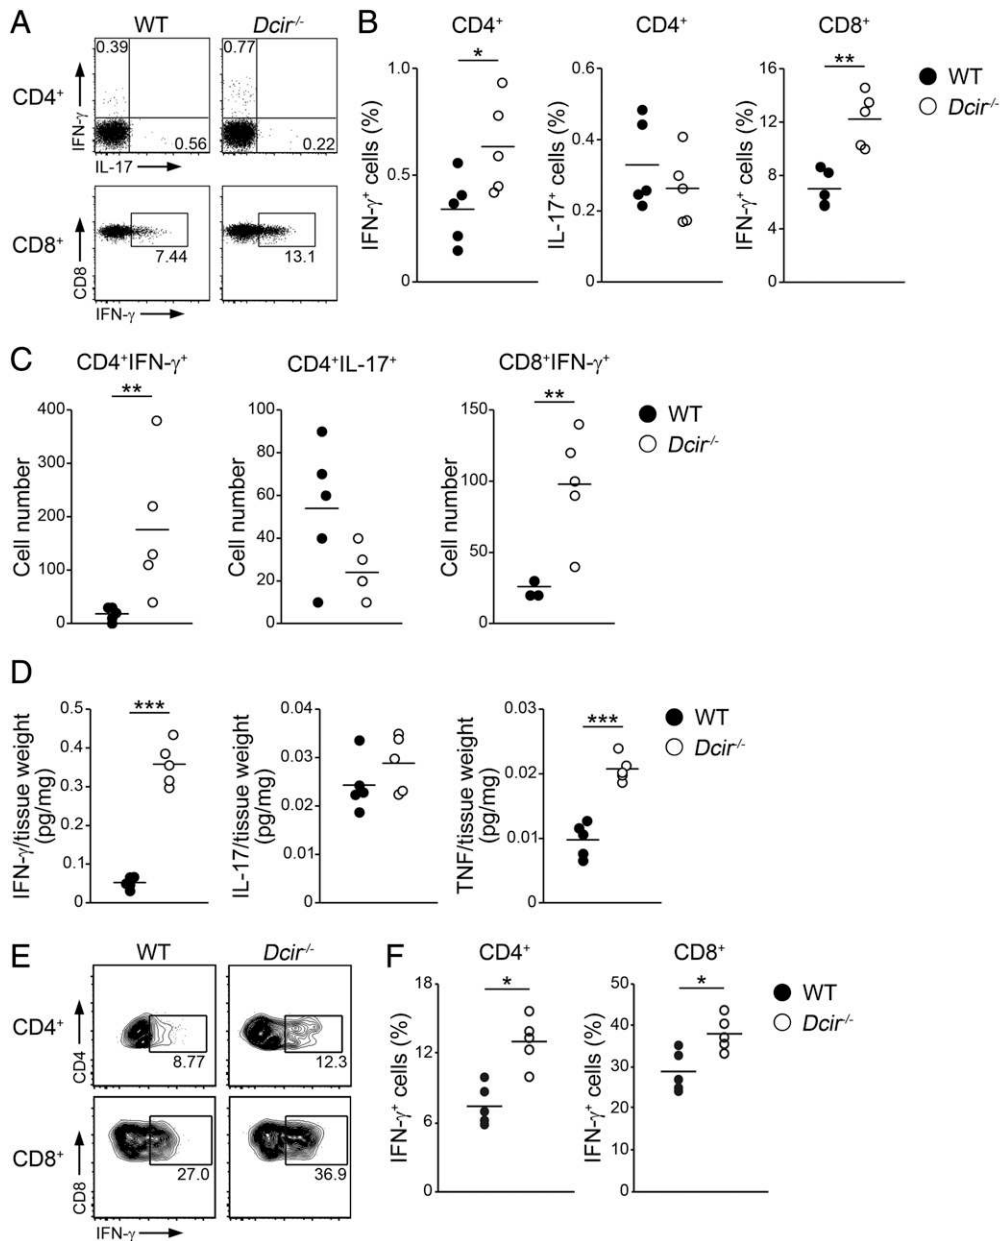 A
WT
Dcir-/-
CD4+
0.39
0.77
0.56
0.22
IFN-γ
IL-17
CD8+
7.44
13.1
CD8
IFN-γ
B
CD4+
CD4+
CD8+
*
**
IFN-γ+ cells (%)
1.0
0.5
0
IL-17+ cells (%)
0.6
0.4
0.2
0
IFN-γ+ cells (%)
16
12
8
4
0
WT
Dcir-/-
C
CD4+IFN-γ+
CD4+IL-17+
CD8+IFN-γ+
**
**
Cell number
400
300
200
100
0
Cell number
100
80
60
40
20
0
Cell number
150
100
50
0
WT
Dcir-/-
D
***
***
IFN-γ/tissue weight
(pg/mg)
0.5
0.4
0.3
0.2
0.1
0
IL-17/tissue weight
(pg/mg)
0.04
0.03
0.02
0.01
0
TNF/tissue weight
(pg/mg)
0.03
0.02
0.01
0
WT
Dcir-/-
E
WT
Dcir-/-
CD4+
CD4
8.77
12.3
CD8+
CD8
27.0
36.9
IFN-γ
F
CD4+
CD8+
*
*
IFN-γ+ cells (%)
18
12
6
0
IFN-γ+ cells (%)
50
40
30
20
10
0
WT
Dcir-/-